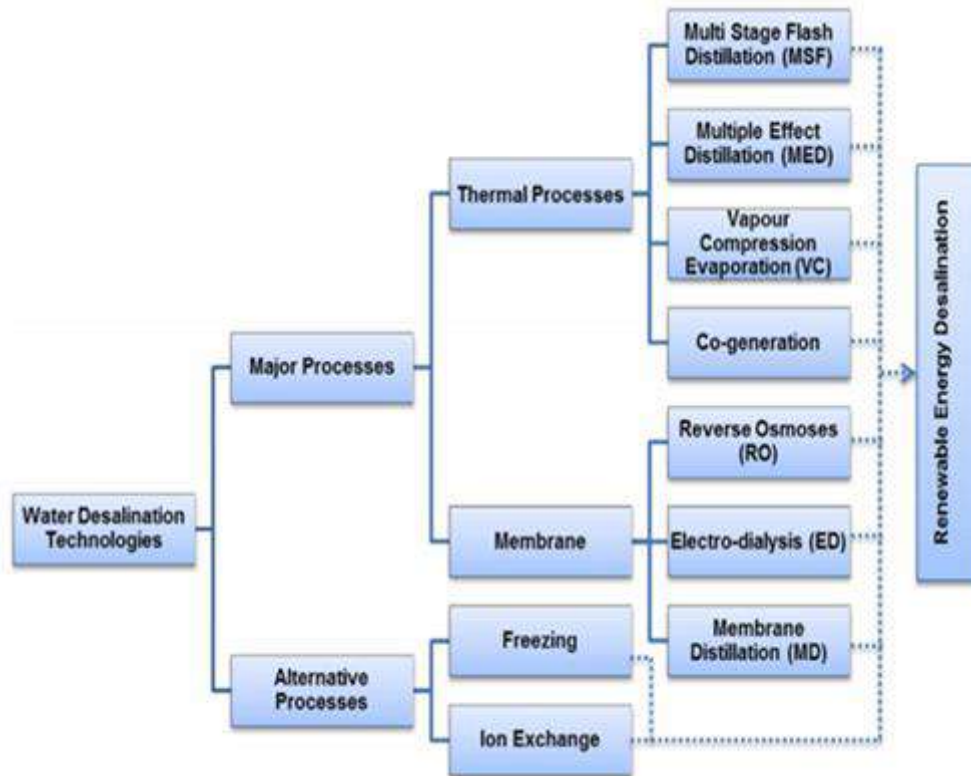 Multi Stage Flash
Distillation (MSF)
Multiple Effect
Distillation (MED)
Thermal Processes
Vapour
Compression
Evaporation (VC)
Renewable Energy Desalination
Co-generation
Major Processes
Reverse Osmoses
(RO)
Water Desalination
Technologies
Membrane
Electro-dialysis (ED)
Freezing
Membrane
Distillation (MD)
Alternative
Processes
Ion Exchange